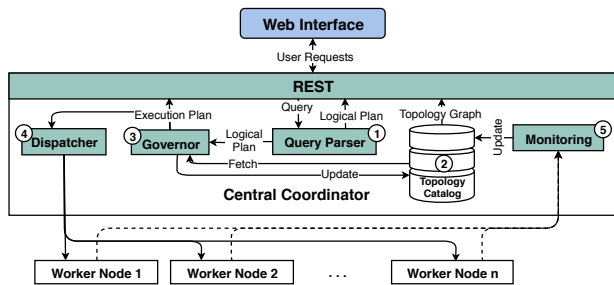 Web Interface
User Requests
REST
Execution Plan
Query
Logical Plan
Topology Graph
4
Dispatcher
3
Governor
Logical
Plan
1
Query Parser
2
Topology
Catalog
Update
5
Monitoring
Fetch
Update
Central Coordinator
Worker Node 1
Worker Node 2
. . .
Worker Node n